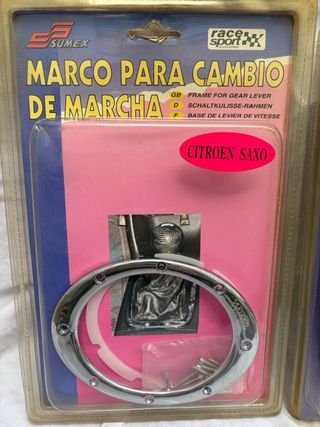 SUMEX
race
sport
MARCO PARA CAMBIO
DE MARCHA
GB FRAME FOR GEAR LEVER
D SCHALTKULISSE-RAHMEN
F BASE DE LEVIER DE VITESSE
CITROEN SAXO